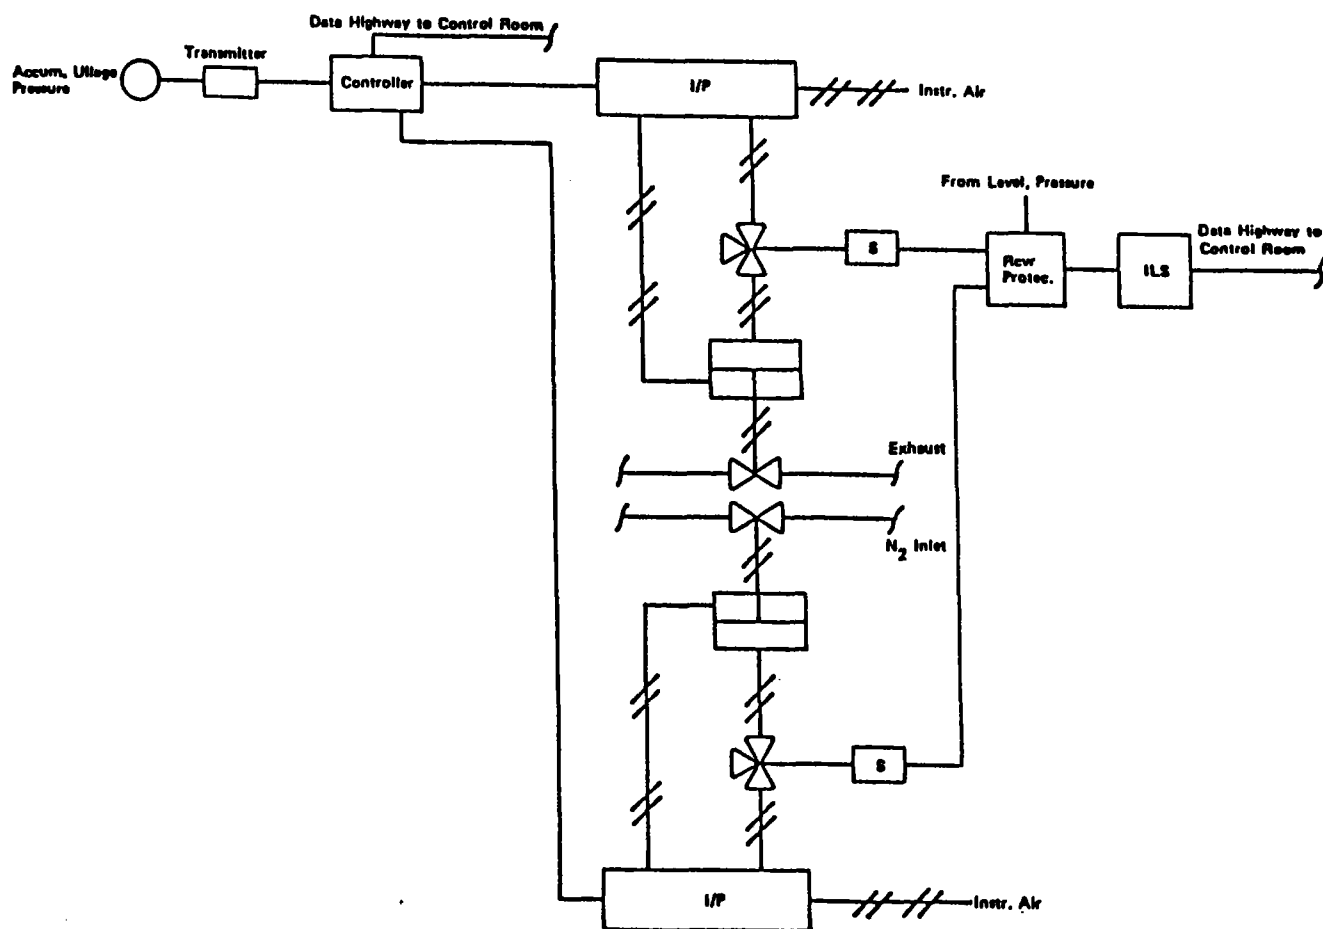 Data Highway to Control Room
Transmitter
Accum. Ullage
Pressure
Controller
I/P
Instr. Air
From Level, Pressure
S
Rcvr
Protec.
ILS
Data Highway to
Control Room
Exhaust
N2 Inlet
S
I/P
Instr. Air